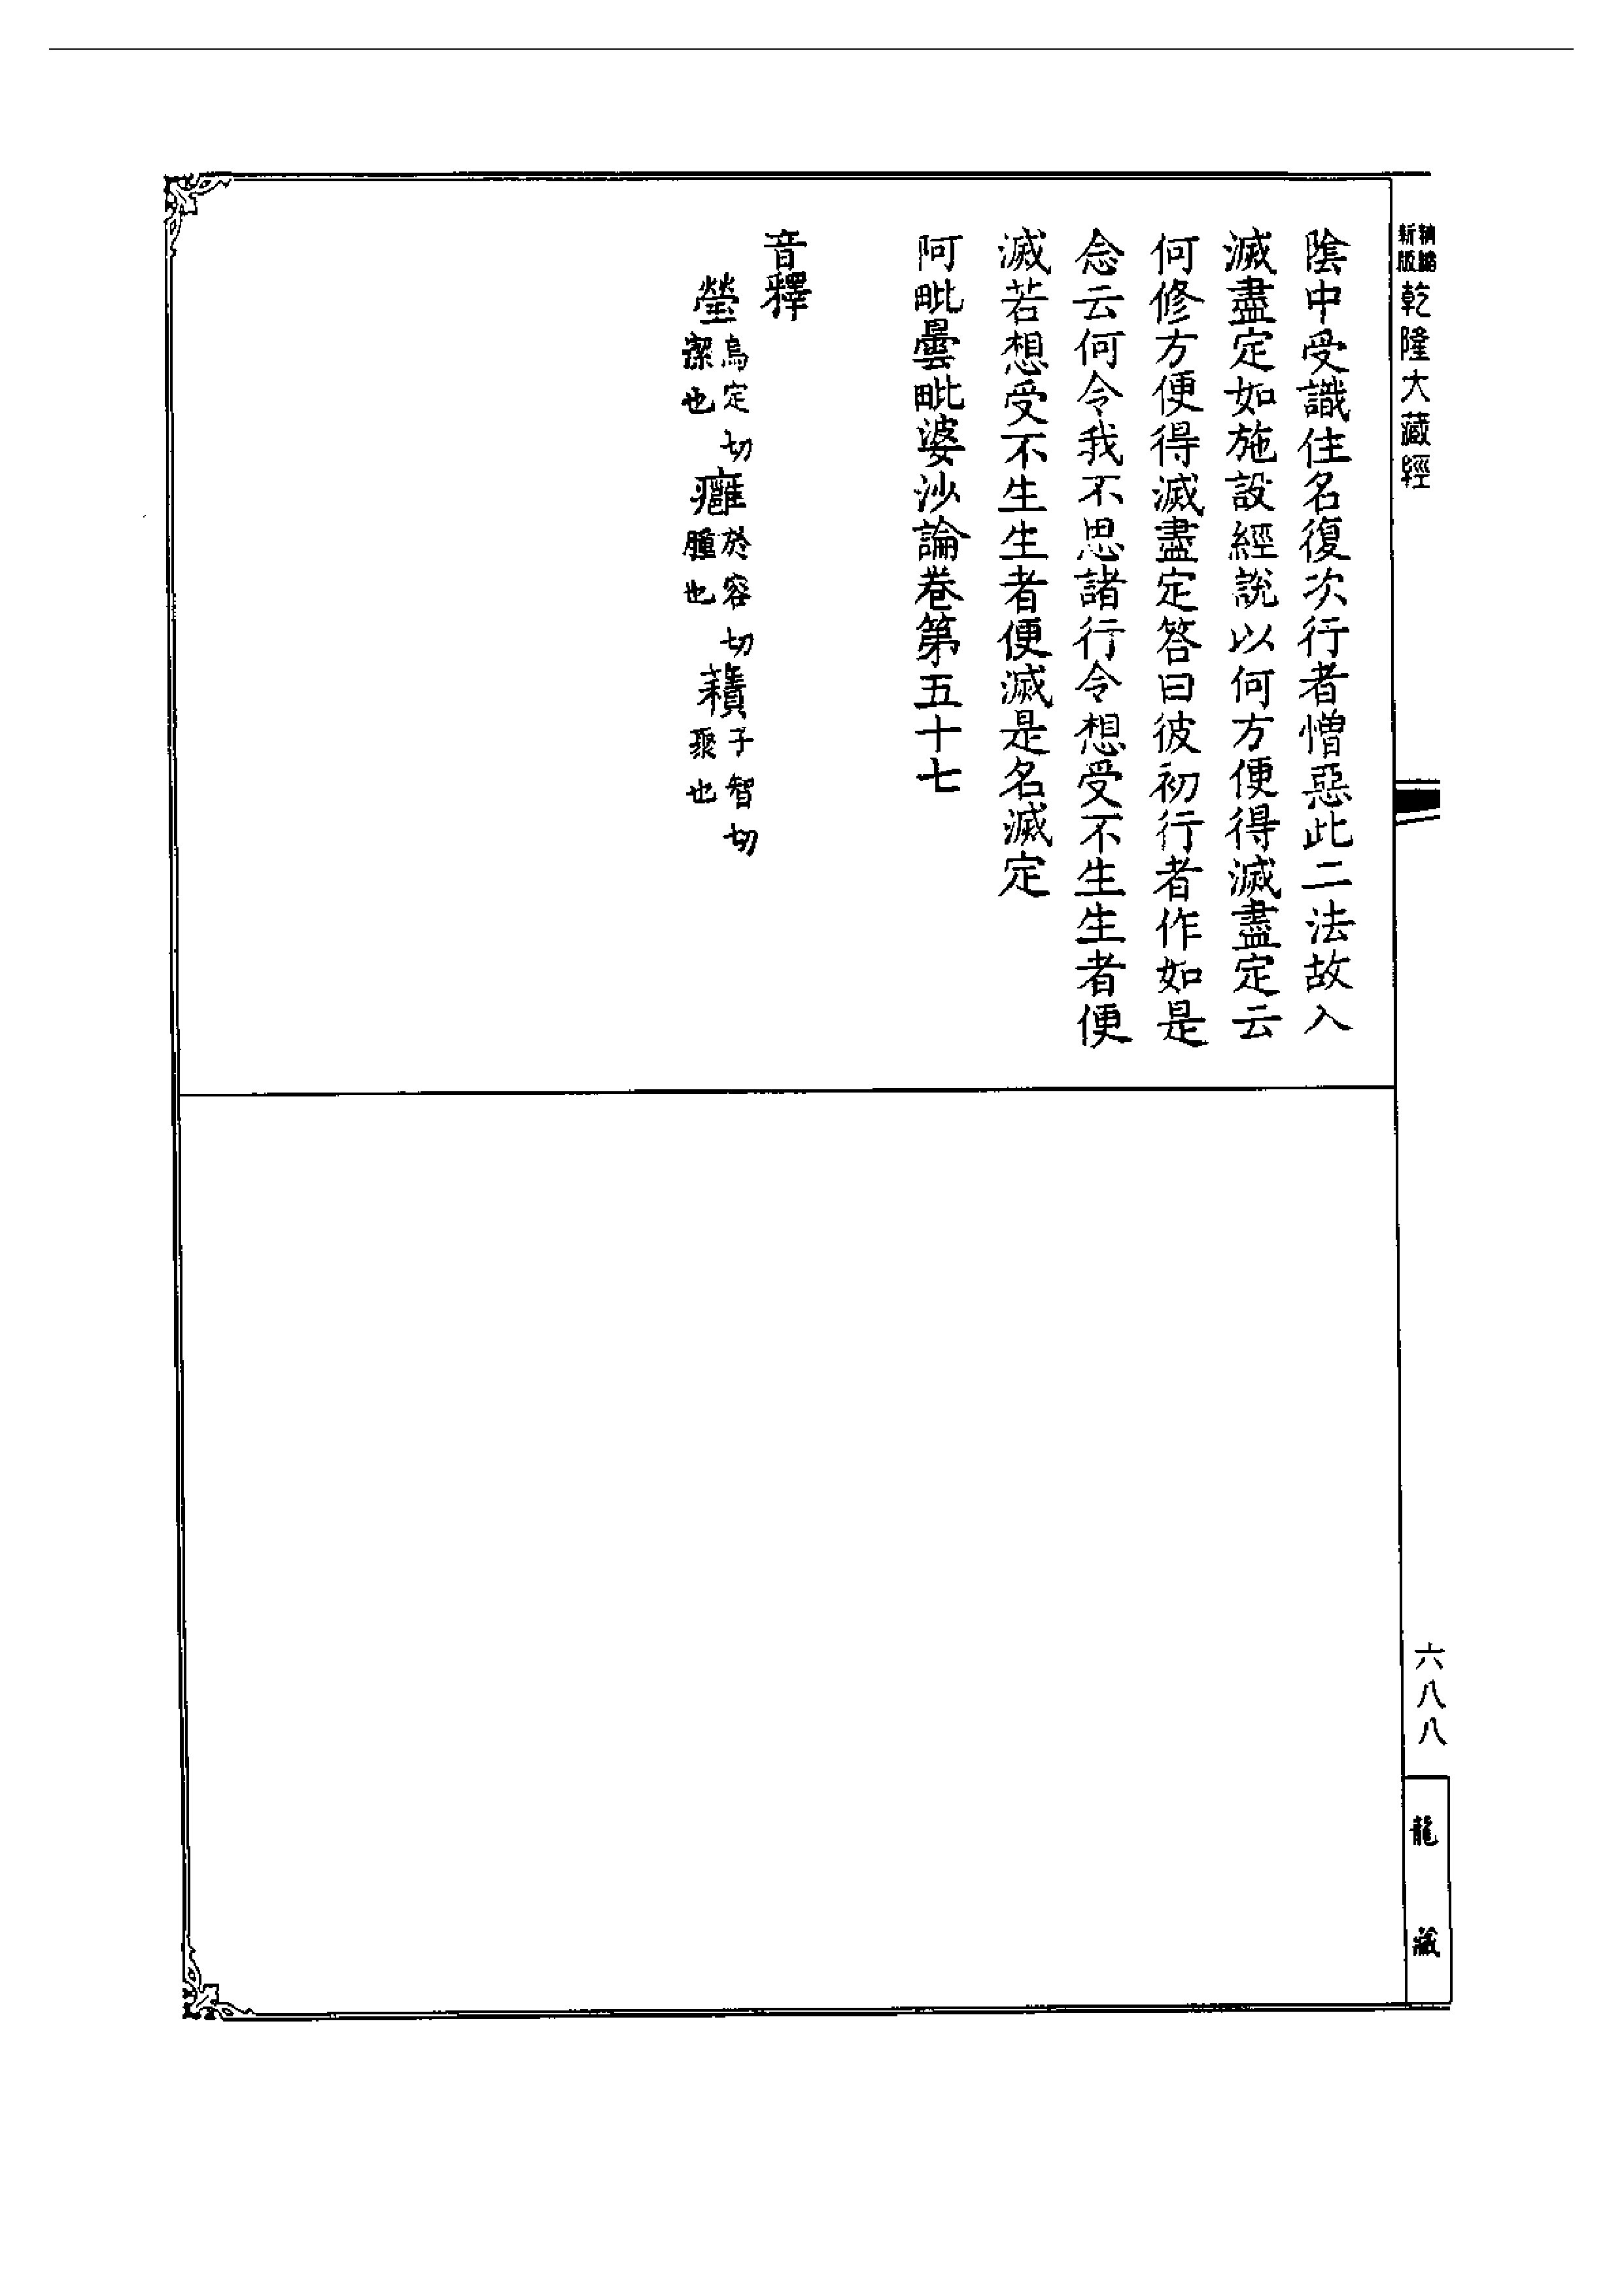 新版
乾隆大藏經
陰中受識住名復次行者憎惡此二法故入
滅盡定如施設經說以何方便得滅盡定云
何修方便得滅盡定答曰彼初行者作如是
念云何令我不思諸行令想受不生生者便
滅若想受不生生者便滅是名滅定
阿毗曇毗婆沙論卷第五十七
音釋
瑩烏定切潔也 癰於容切腫也 積子智切聚也
六八八
龍藏